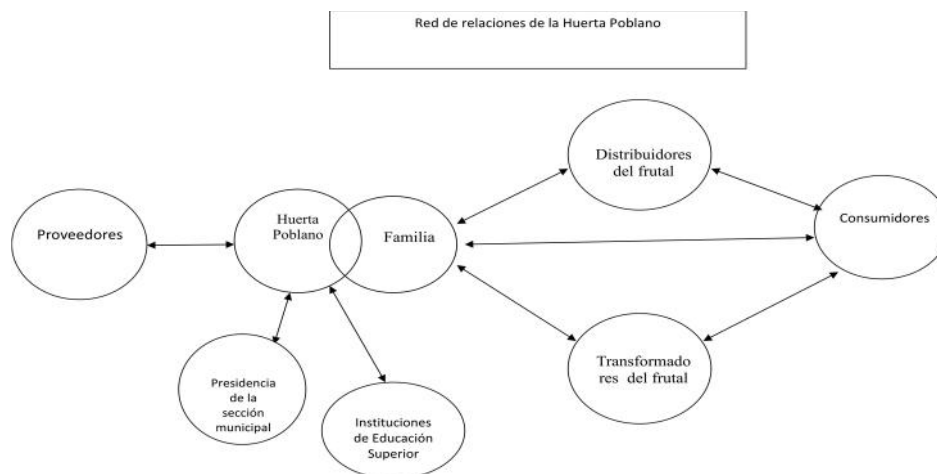 Red de relaciones de la Huerta Poblano
Distribuidores
del frutal
Consumidores
Huerta
Poblano
Familia
Proveedores
Transformado
res del frutal
Presidencia
de la
sección
municipal
Instituciones
de Educación
Superior